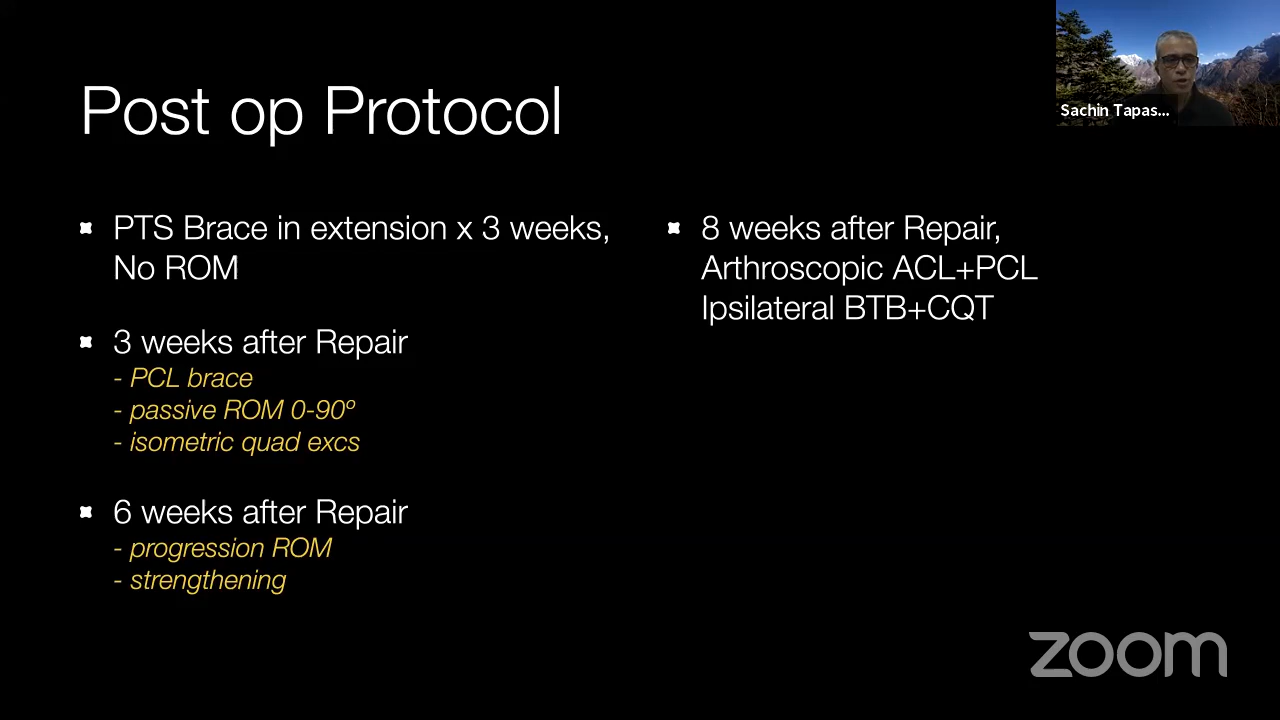 Post op Protocol
PTS Brace in extension x 3 weeks,
No ROM
3 weeks after Repair
- PCL brace
- passive ROM 0-90º
- isometric quad excs
6 weeks after Repair
- progression ROM
- strengthening
8 weeks after Repair,
Arthroscopic ACL+PCL
Ipsilateral BTB+CQT
Sachin Tapas...
zoom